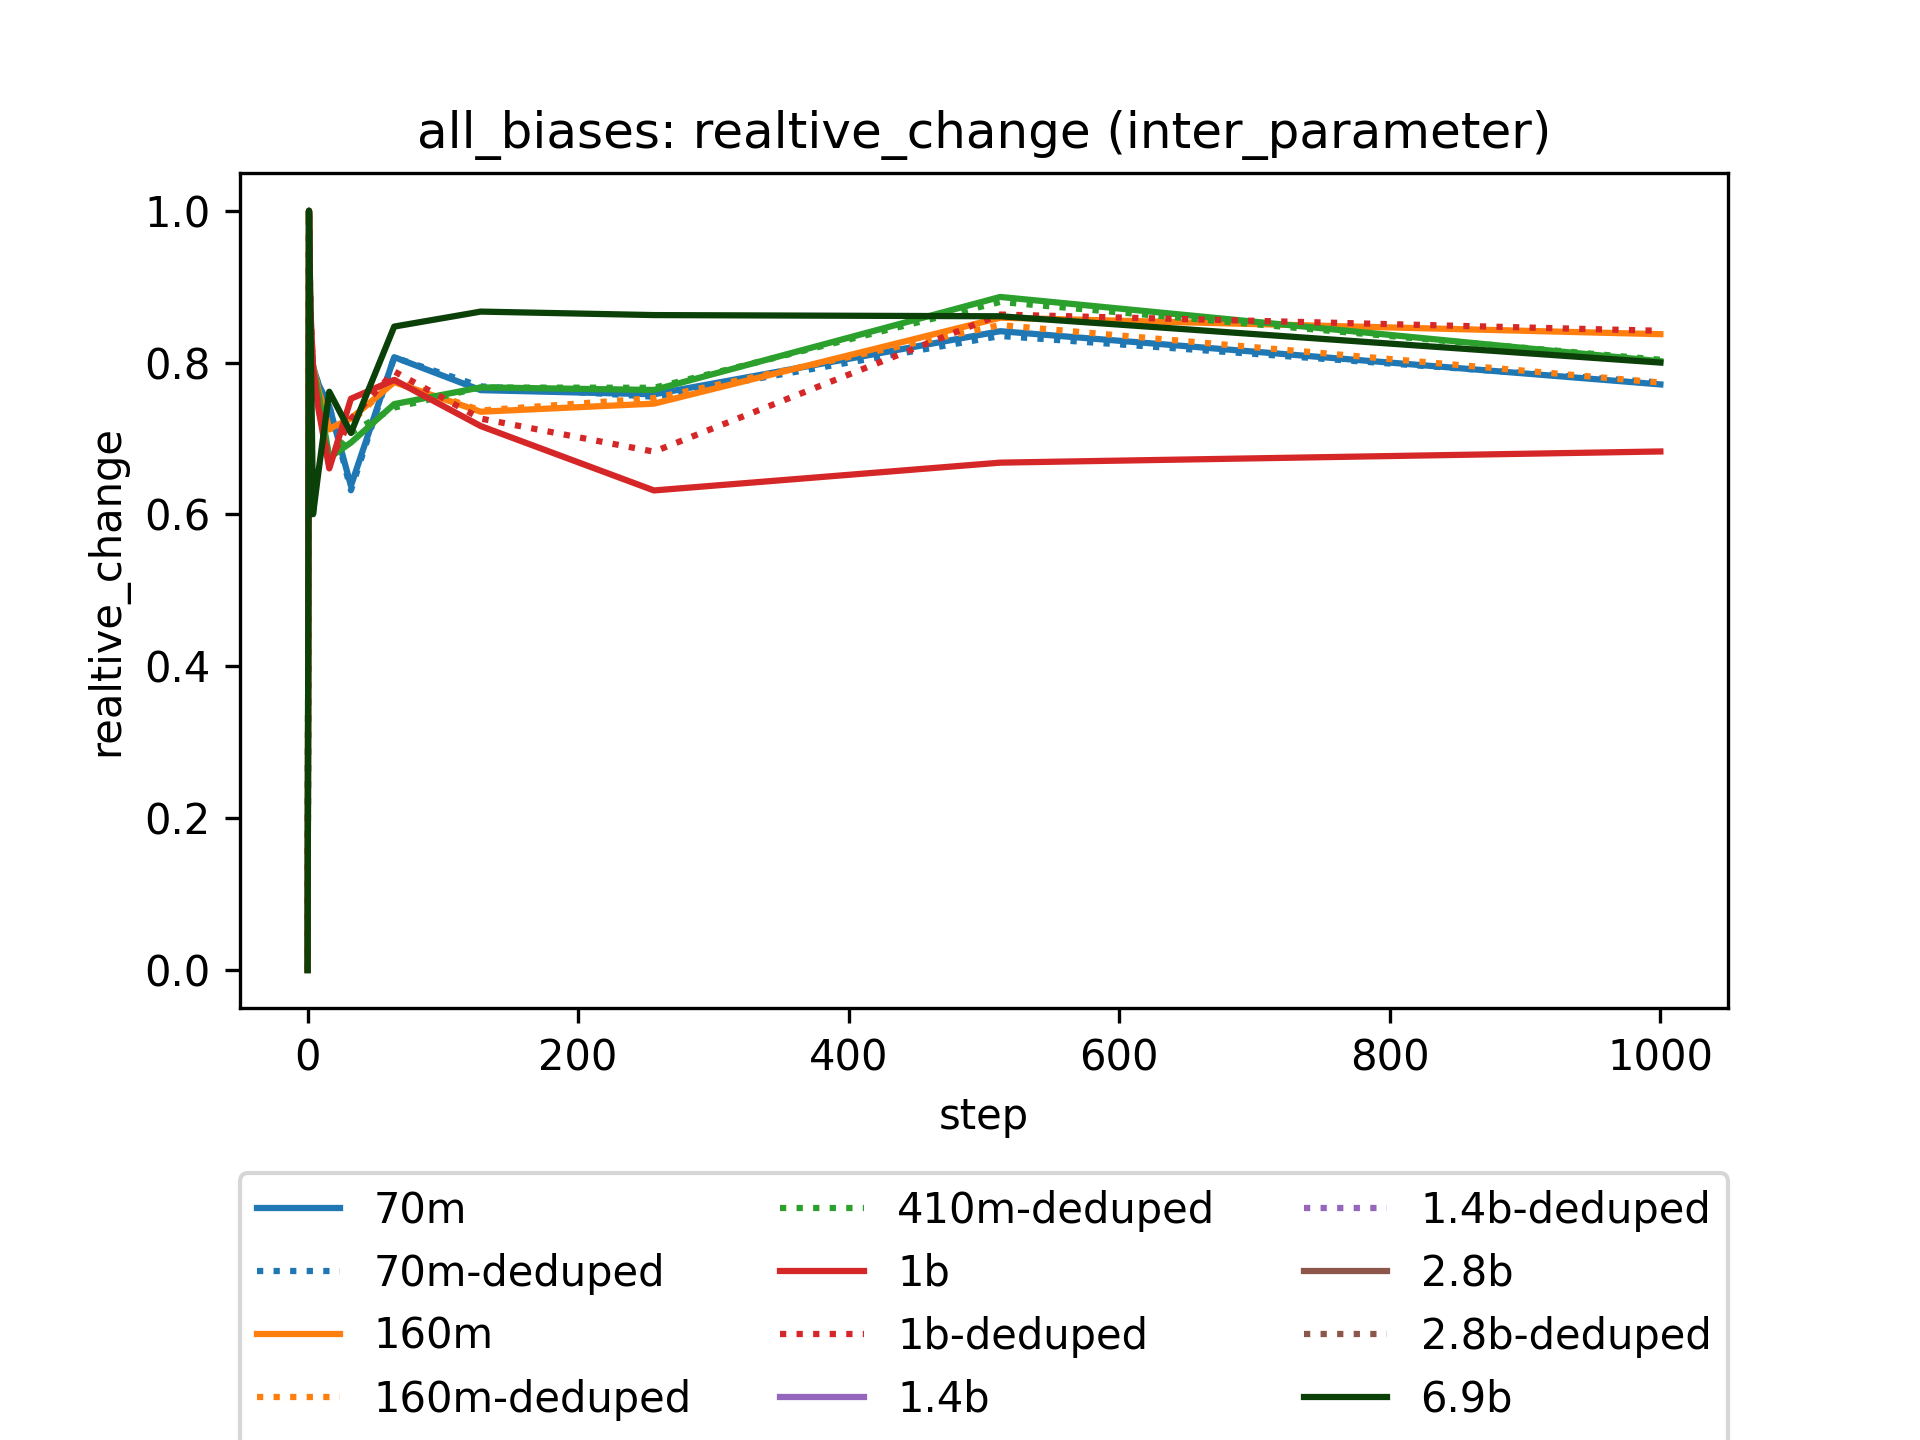 all_biases: realtive_change (inter_parameter)
realtive_change
1.0
0.8
0.6
0.4
0.2
0.0
0 200 400 600 800 1000
step
70m 410m-deduped 1.4b-deduped
70m-deduped 1b 2.8b
160m 1b-deduped 2.8b-deduped
160m-deduped 1.4b 6.9b